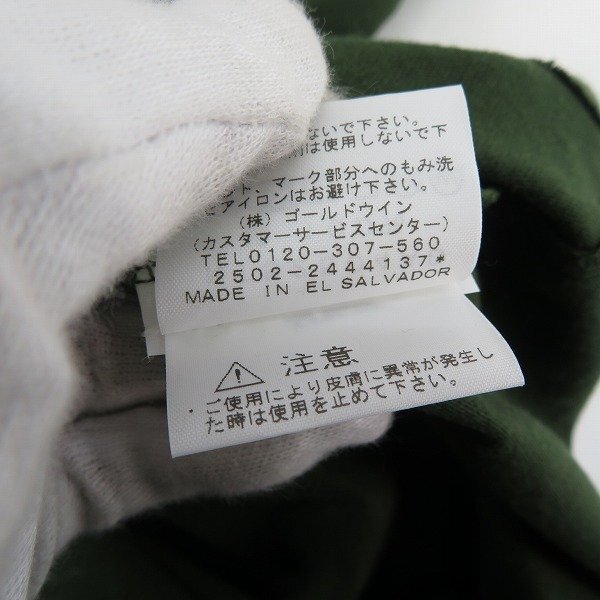 ないで下さい。
は使用しないで下
ト、マーク部分へのもみ洗
アイロンはお避け下さい。
(株) ゴールドウイン
(カスタマーサービスセンター)
TEL0120-307-560
2502-2444137*
MADE IN EL SALVADOR
注意
・ご使用により皮膚に異常が発生し
た時は使用を止めて下さい。